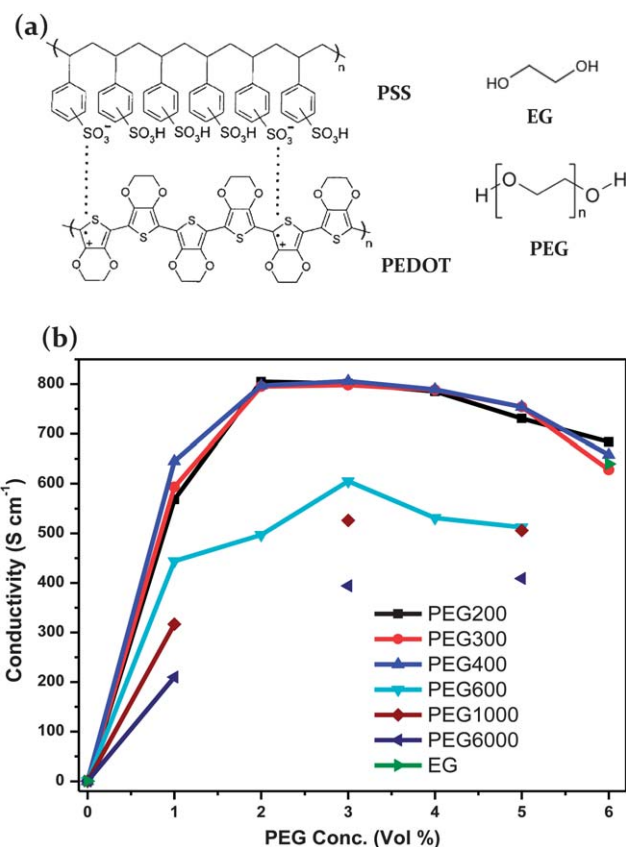 (a)
n
PSS
SO3− SO3H SO3H SO3H SO3− SO3H
HO OH
EG
O O O O
S S S S S S
+ +
O O O O O O O O
n
PEDOT
H O O H
n
PEG
(b)
800
700
600
500
400
300
200
100
0
Conductivity (S cm-1)
PEG200
PEG300
PEG400
PEG600
PEG1000
PEG6000
EG
0 1 2 3 4 5 6
PEG Conc. (Vol %)